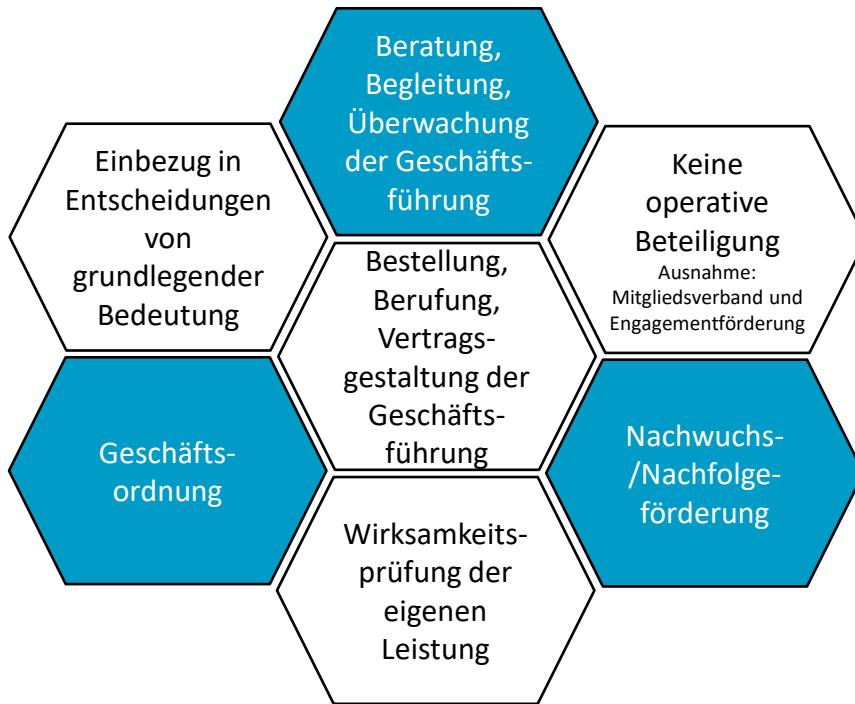 Beratung,
Begleitung,
Überwachung
der Geschäfts-
führung
Einbezug in
Entscheidungen
von
grundlegender
Bedeutung
Keine
operative
Beteiligung
Ausnahme:
Mitgliedsverband und
Engagementförderung
Bestellung,
Berufung,
Vertrags-
gestaltung der
Geschäfts-
führung
Geschäfts-
ordnung
Nachwuchs-
/Nachfolge-
förderung
Wirksamkeits-
prüfung der
eigenen
Leistung